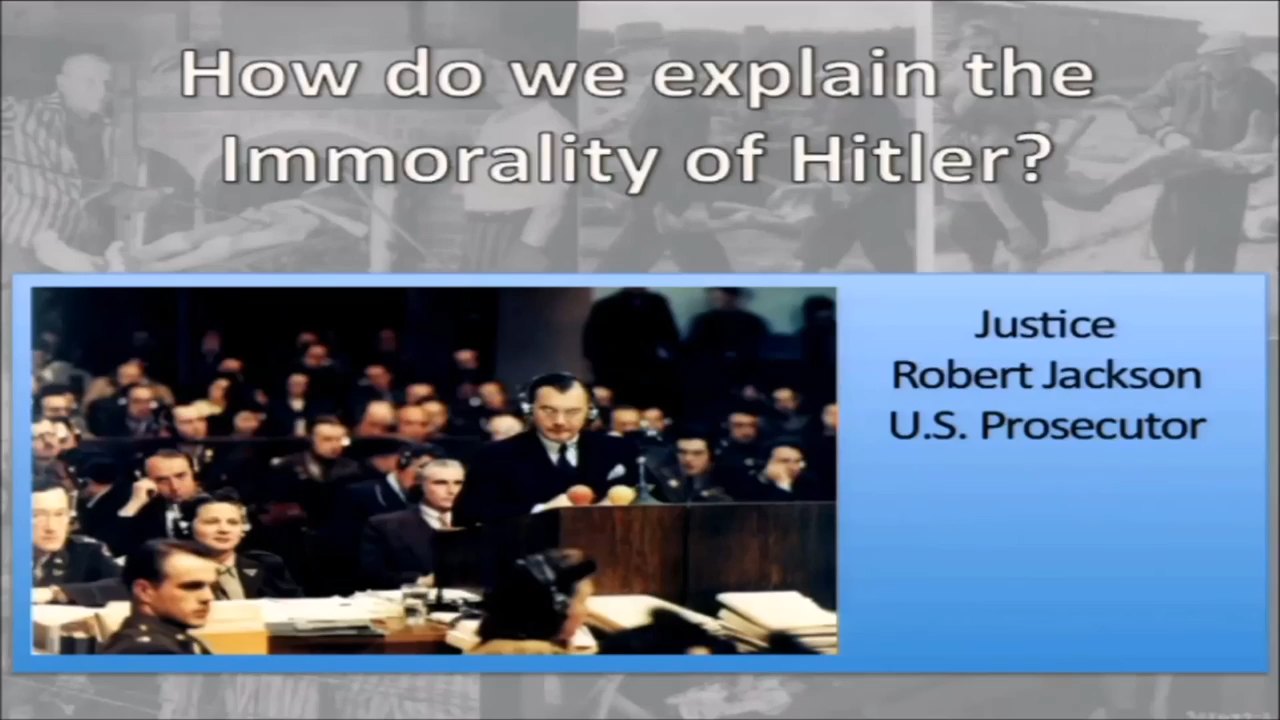 How do we explain the
Immorality of Hitler?
Justice
Robert Jackson
U.S. Prosecutor